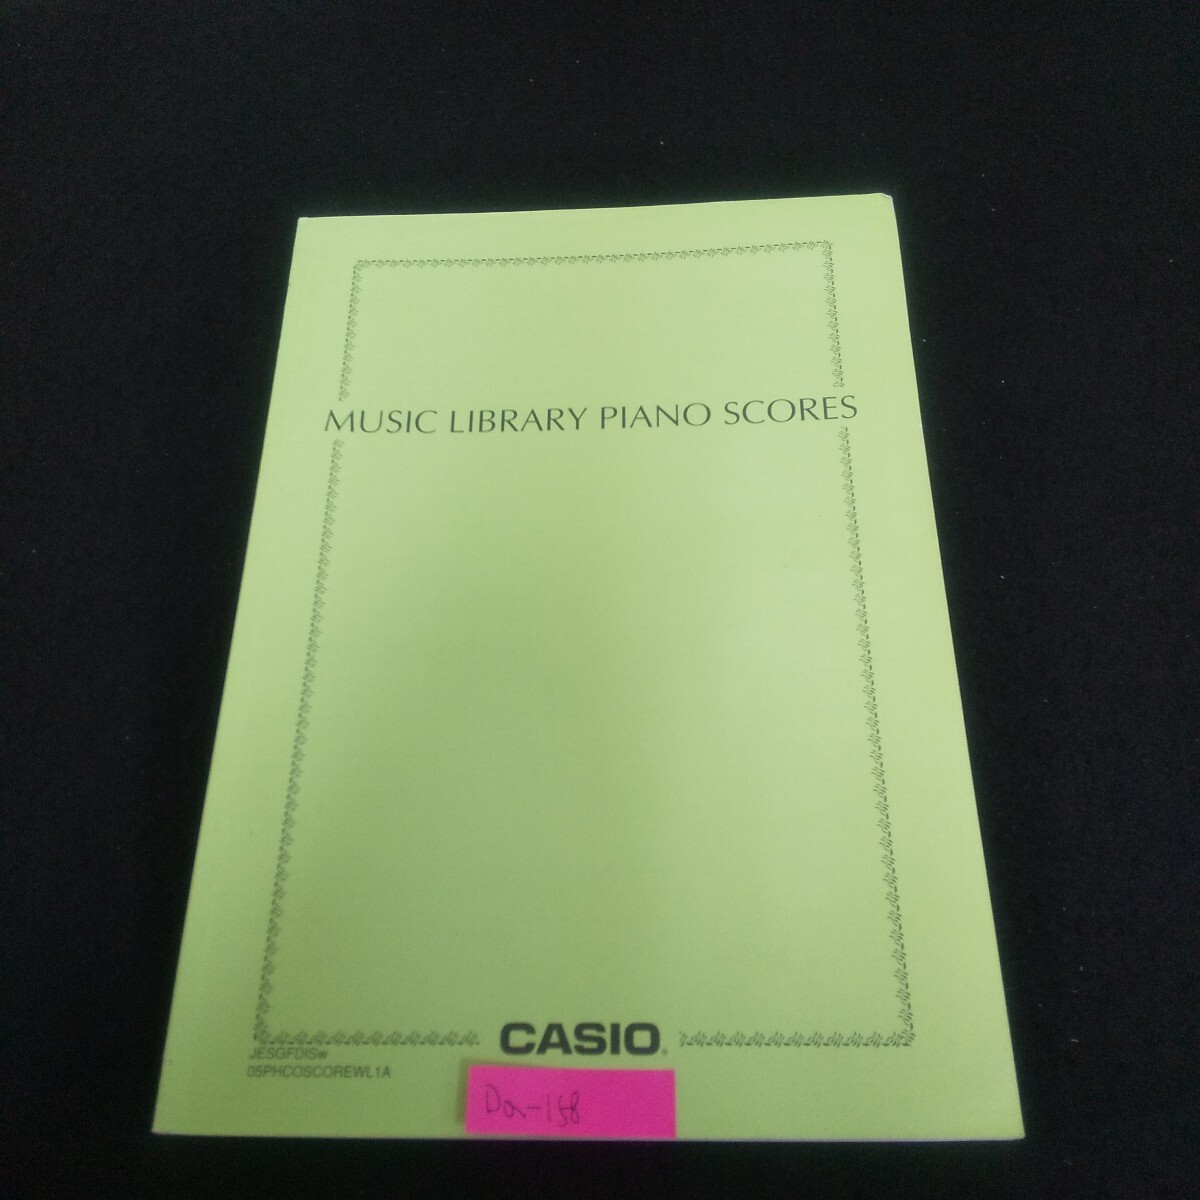 MUSIC LIBRARY PIANO SCORES
CASIO®
JESGFDISw
05PHCOSCOREWL1A
Da-158